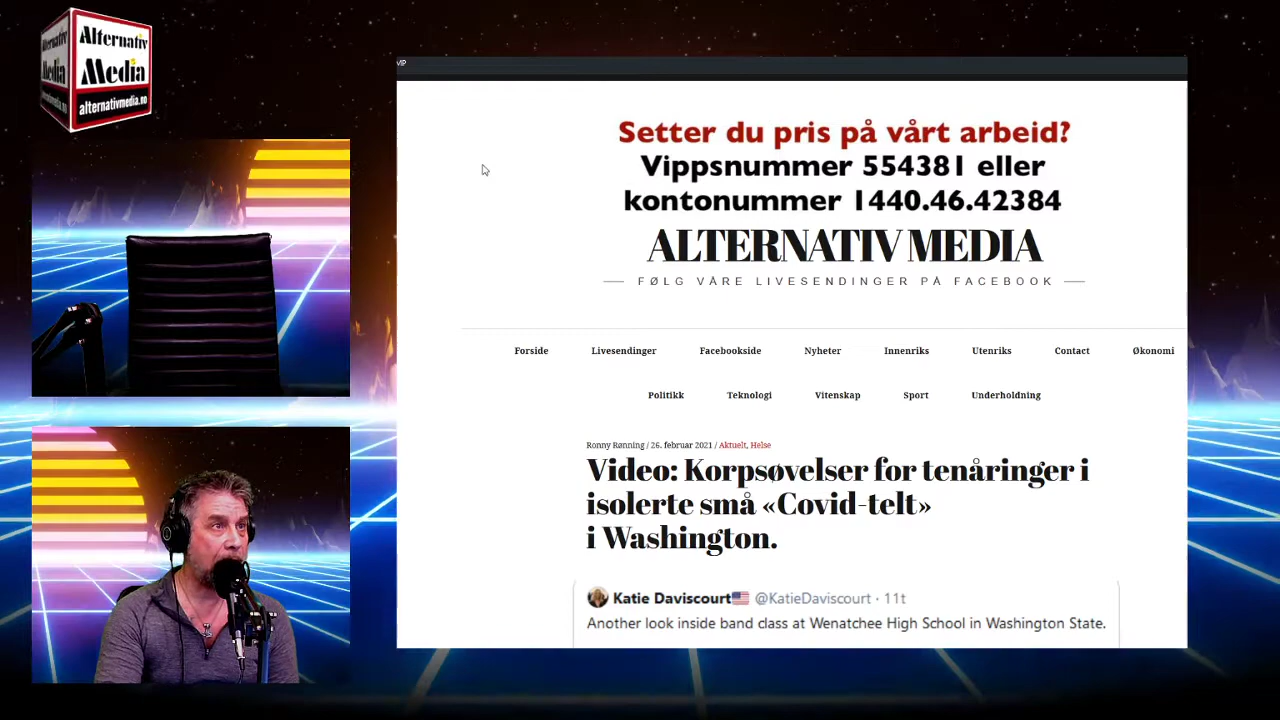 Alternativ
Media
alternativmedia.no
Alternativ
Media
VIP
Setter du pris på vårt arbeid?
Vippsnummer 554381 eller
kontonummer 1440.46.42384
ALTERNATIV MEDIA
FØLG VÅRE LIVESENDINGER PÅ FACEBOOK
Forside Livesendinger Facebookside Nyheter Innenriks Utenriks Contact Økonomi
Politikk Teknologi Vitenskap Sport Underholdning
Ronny Rønning / 26. februar 2021 / Aktuelt, Helse
Video: Korpsøvelser for tenåringer i
isolerte små «Covid-telt»
i Washington.
Katie Daviscourt @KatieDaviscourt · 11t
Another look inside band class at Wenatchee High School in Washington State.